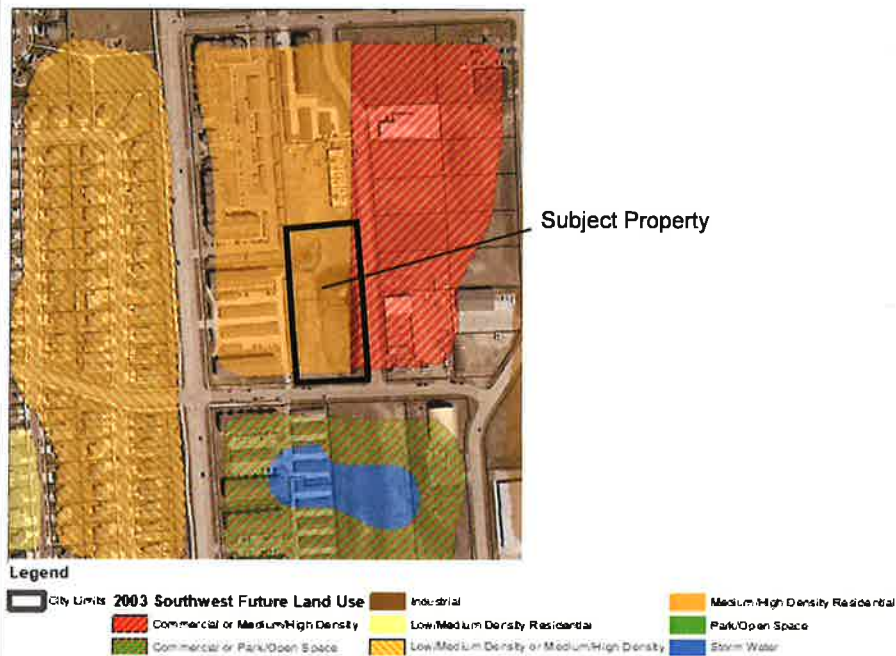 Subject Property
Legend
City Limits 2003 Southwest Future Land Use Industrial Medium/High Density Residential
Commercial or Medium/High Density Low/Medium Density Residential Park/Open Space
Commercial or Park/Open Space Low/Medium Density or Medium/High Density Storm Water